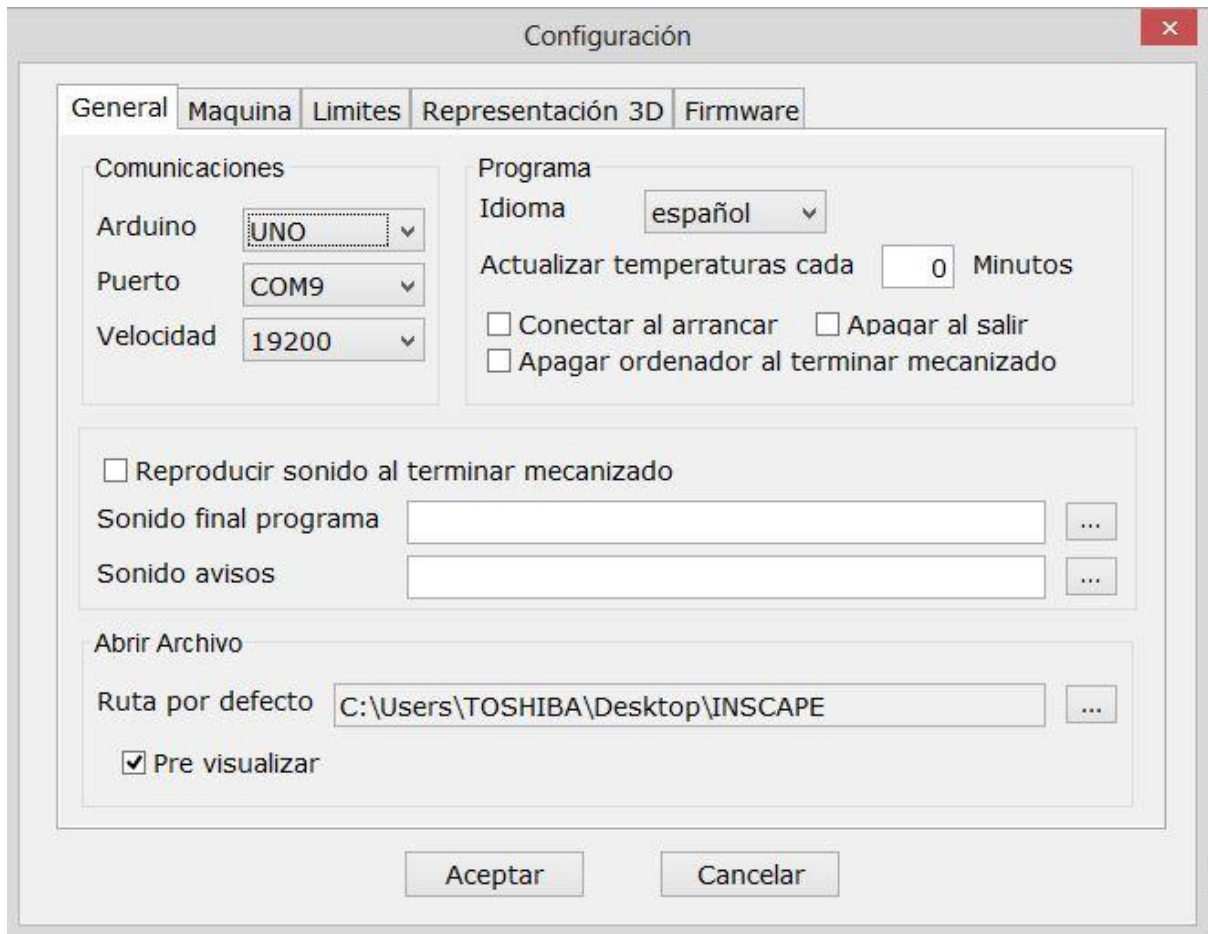 Configuración
General Maquina Limites Representación 3D Firmware
Comunicaciones
Arduino UNO
Puerto COM9
Velocidad 19200
Programa
Idioma español
Actualizar temperaturas cada 0 Minutos
Conectar al arrancar Apagar al salir
Apagar ordenador al terminar mecanizado
Reproducir sonido al terminar mecanizado
Sonido final programa ...
Sonido avisos ...
Abrir Archivo
Ruta por defecto C:\Users\TOSHIBA\Desktop\INSCAPE ...
Pre visualizar
Aceptar Cancelar